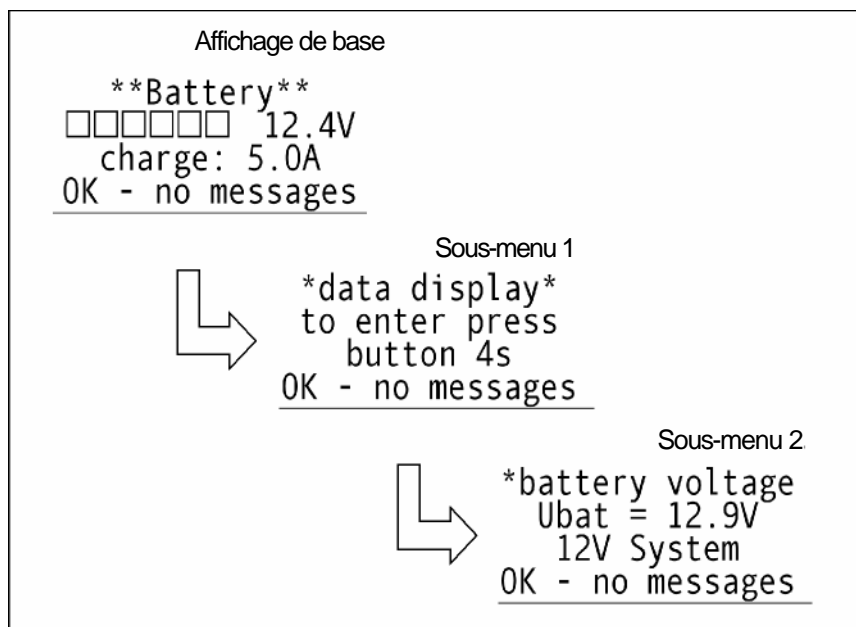 Affichage de base
**Battery**
□□□□□□ 12.4V
charge: 5.0A
OK - no messages
Sous-menu 1
*data display*
to enter press
button 4s
OK - no messages
Sous-menu 2
*battery voltage
Ubat = 12.9V
12V System
OK - no messages